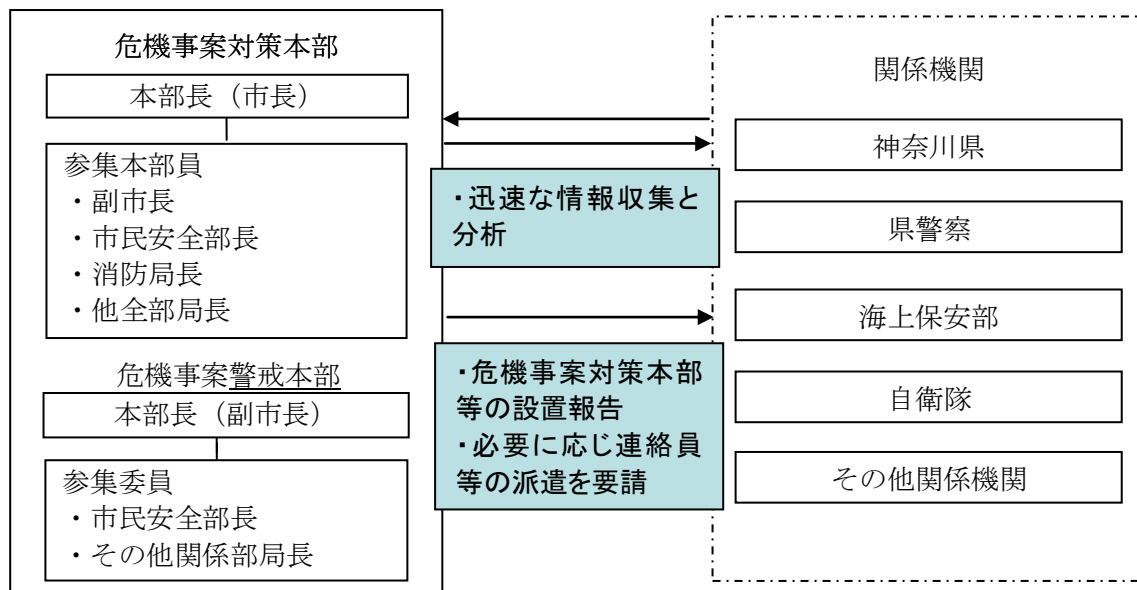 危機事案対策本部
本部長（市長）
参集本部員
・副市長
・市民安全部長
・消防局長
・他全部局長
危機事案警戒本部
本部長（副市長）
参集委員
・市民安全部長
・その他関係部局長
・迅速な情報収集と
分析
・危機事案対策本部
等の設置報告
・必要に応じ連絡員
等の派遣を要請
関係機関
神奈川県
県警察
海上保安部
自衛隊
その他関係機関